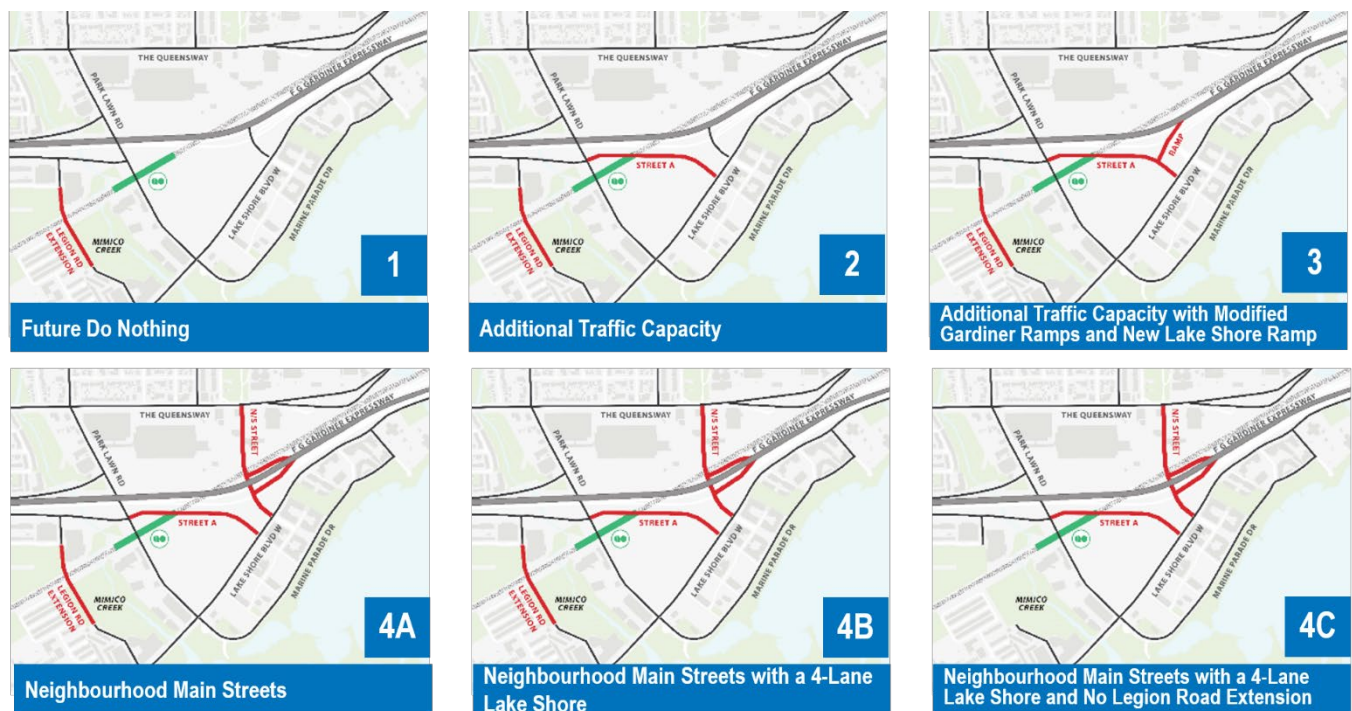 THE QUEENSWAY
PARK LAWN RD
F G GARDINER EXPRESSWAY
GO
LAKE SHORE BLVD W
MARINE PARADE DR
LEGION RD
EXTENSION
MIMICO
CREEK
1
Future Do Nothing
THE QUEENSWAY
PARK LAWN RD
F G GARDINER EXPRESSWAY
STREET A
GO
LAKE SHORE BLVD W
MARINE PARADE DR
LEGION RD
EXTENSION
MIMICO
CREEK
2
Additional Traffic Capacity
THE QUEENSWAY
PARK LAWN RD
F G GARDINER EXPRESSWAY
RAMP
STREET A
GO
LAKE SHORE BLVD W
MARINE PARADE DR
LEGION RD
EXTENSION
MIMICO
CREEK
3
Additional Traffic Capacity with Modified
Gardiner Ramps and New Lake Shore Ramp
THE QUEENSWAY
N/S STREET
PARK LAWN RD
F G GARDINER EXPRESSWAY
STREET A
GO
LAKE SHORE BLVD W
MARINE PARADE DR
LEGION RD
EXTENSION
MIMICO
CREEK
4A
Neighbourhood Main Streets
THE QUEENSWAY
N/S STREET
PARK LAWN RD
F G GARDINER EXPRESSWAY
STREET A
GO
LAKE SHORE BLVD W
MARINE PARADE DR
LEGION RD
EXTENSION
MIMICO
CREEK
4B
Neighbourhood Main Streets with a 4-Lane
Lake Shore
THE QUEENSWAY
N/S STREET
PARK LAWN RD
F G GARDINER EXPRESSWAY
STREET A
GO
LAKE SHORE BLVD W
MARINE PARADE DR
MIMICO
CREEK
4C
Neighbourhood Main Streets with a 4-Lane
Lake Shore and No Legion Road Extension